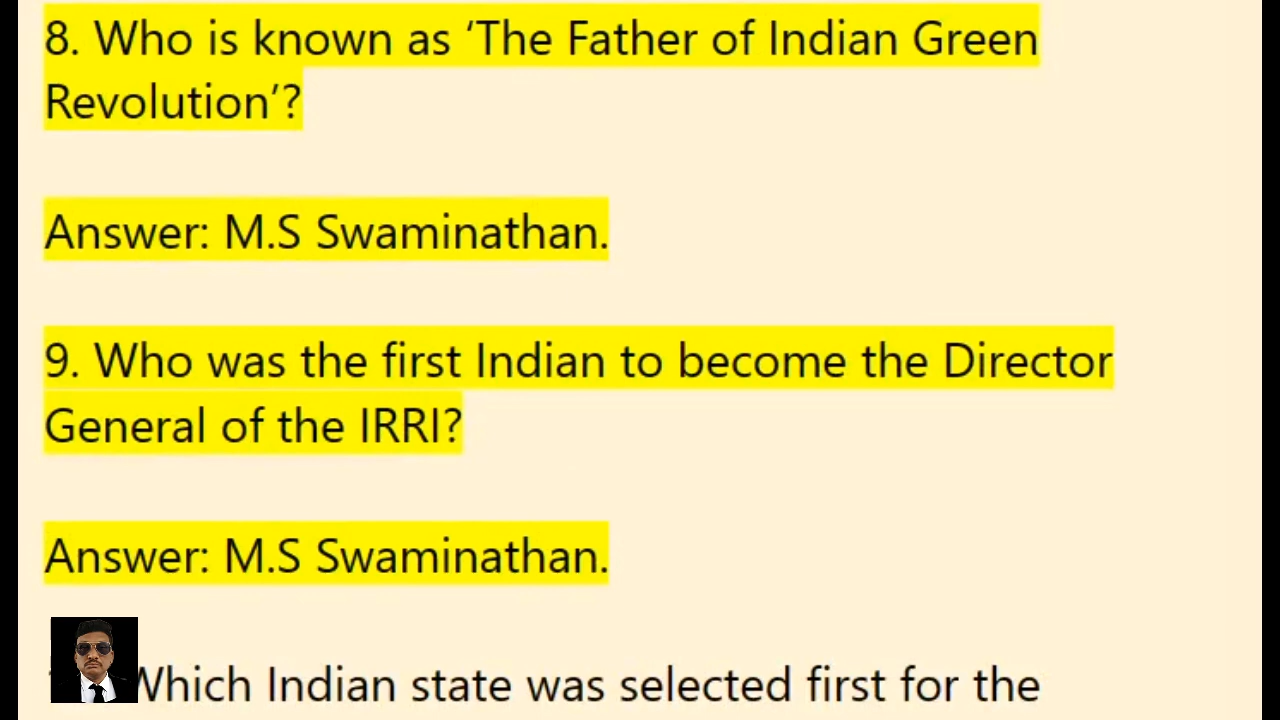 8. Who is known as ‘The Father of Indian Green
Revolution’?
Answer: M.S Swaminathan.
9. Who was the first Indian to become the Director
General of the IRRI?
Answer: M.S Swaminathan.
Which Indian state was selected first for the